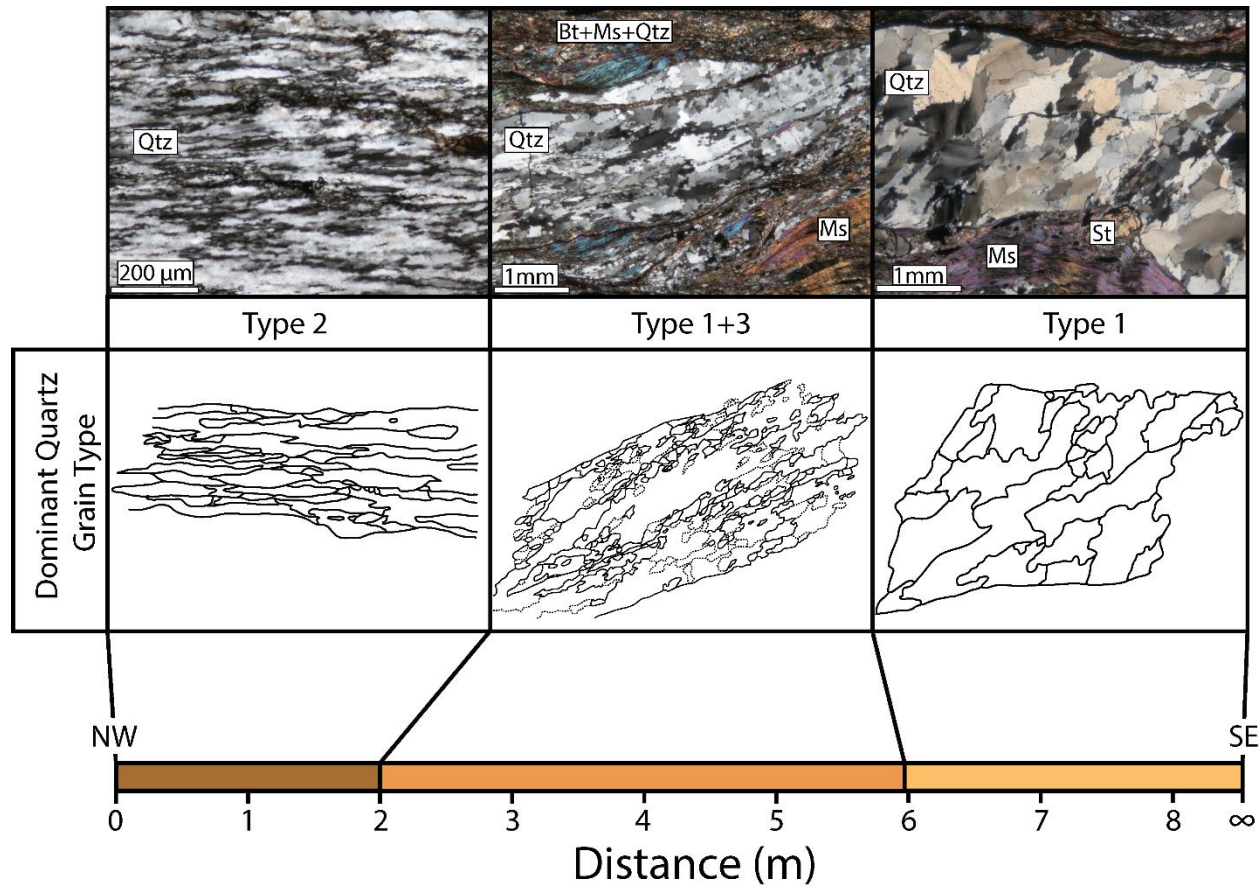 Qtz
200 µm
Bt+Ms+Qtz
Qtz
Ms
1mm
Qtz
St
Ms
1mm
Type 2
Type 1+3
Type 1
Dominant Quartz
Grain Type
NW
SE
0 1 2 3 4 5 6 7 8 ∞
Distance (m)